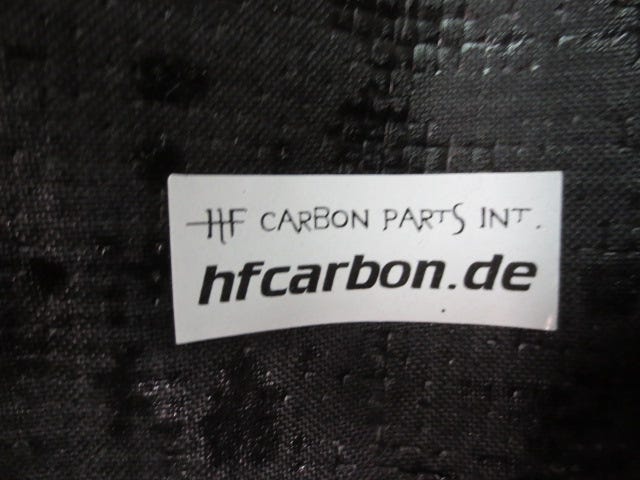 HF CARBON PARTS INT.
hfcarbon.de